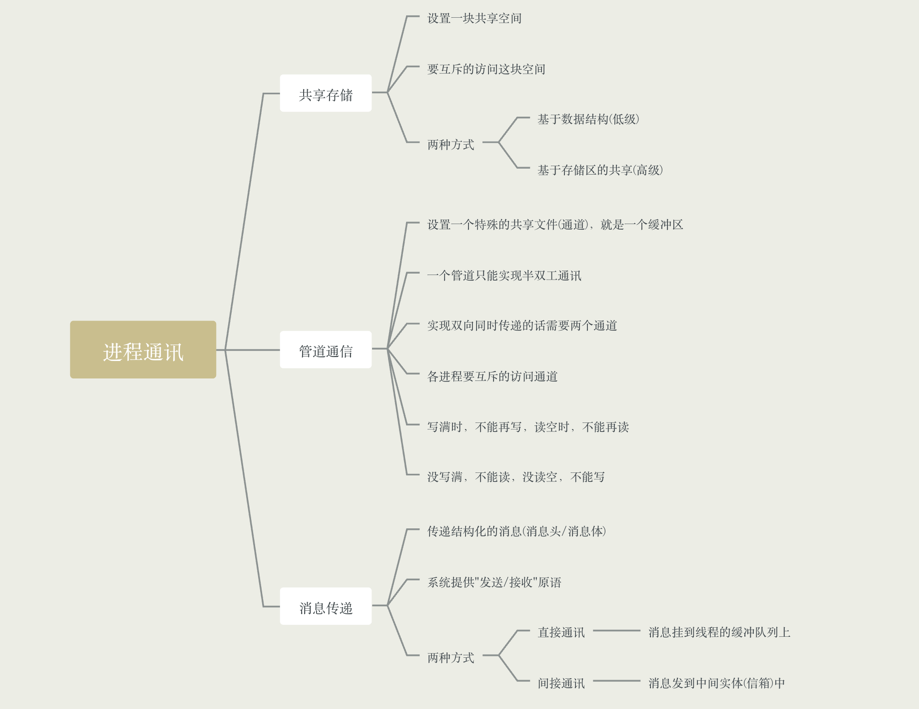 进程通讯
共享存储
设置一块共享空间
要互斥的访问这块空间
两种方式
基于数据结构(低级)
基于存储区的共享(高级)
管道通信
设置一个特殊的共享文件(通道)，就是一个缓冲区
一个管道只能实现半双工通讯
实现双向同时传递的话需要两个通道
各进程要互斥的访问通道
写满时，不能再写，读空时，不能再读
没写满，不能读，没读空，不能写
消息传递
传递结构化的消息(消息头/消息体)
系统提供"发送/接收"原语
两种方式
直接通讯
消息挂到线程的缓冲队列上
间接通讯
消息发到中间实体(信箱)中